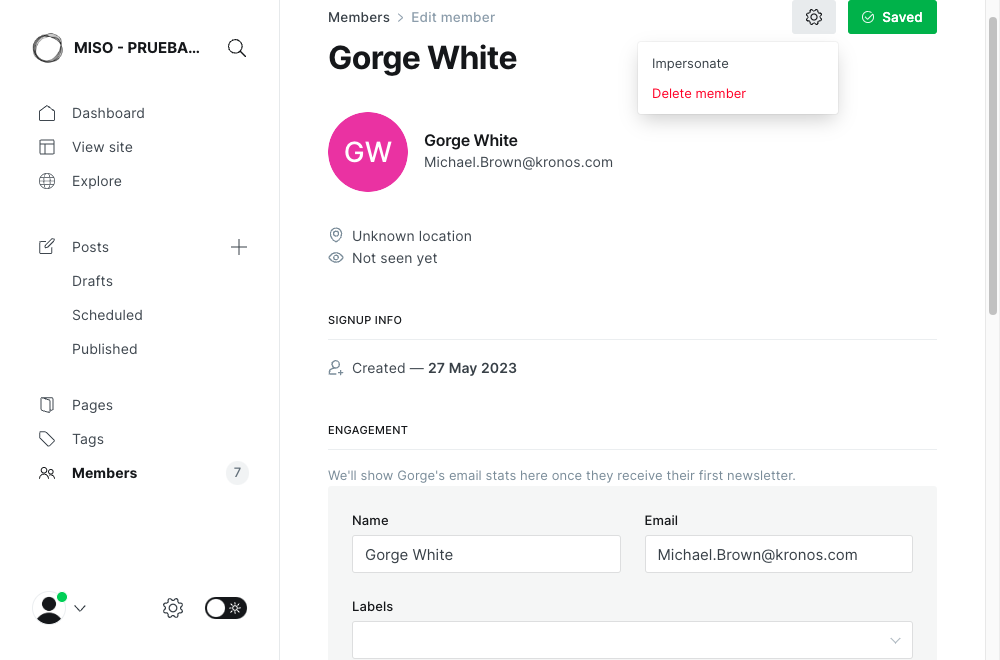 MISO - PRUEBA...
Dashboard
View site
Explore
Posts
Drafts
Scheduled
Published
Pages
Tags
Members 7
Members > Edit member
Saved
Gorge White
Impersonate
Delete member
GW
Gorge White
Michael.Brown@kronos.com
Unknown location
Not seen yet
SIGNUP INFO
Created — 27 May 2023
ENGAGEMENT
We'll show Gorge's email stats here once they receive their first newsletter.
Name
Gorge White
Email
Michael.Brown@kronos.com
Labels